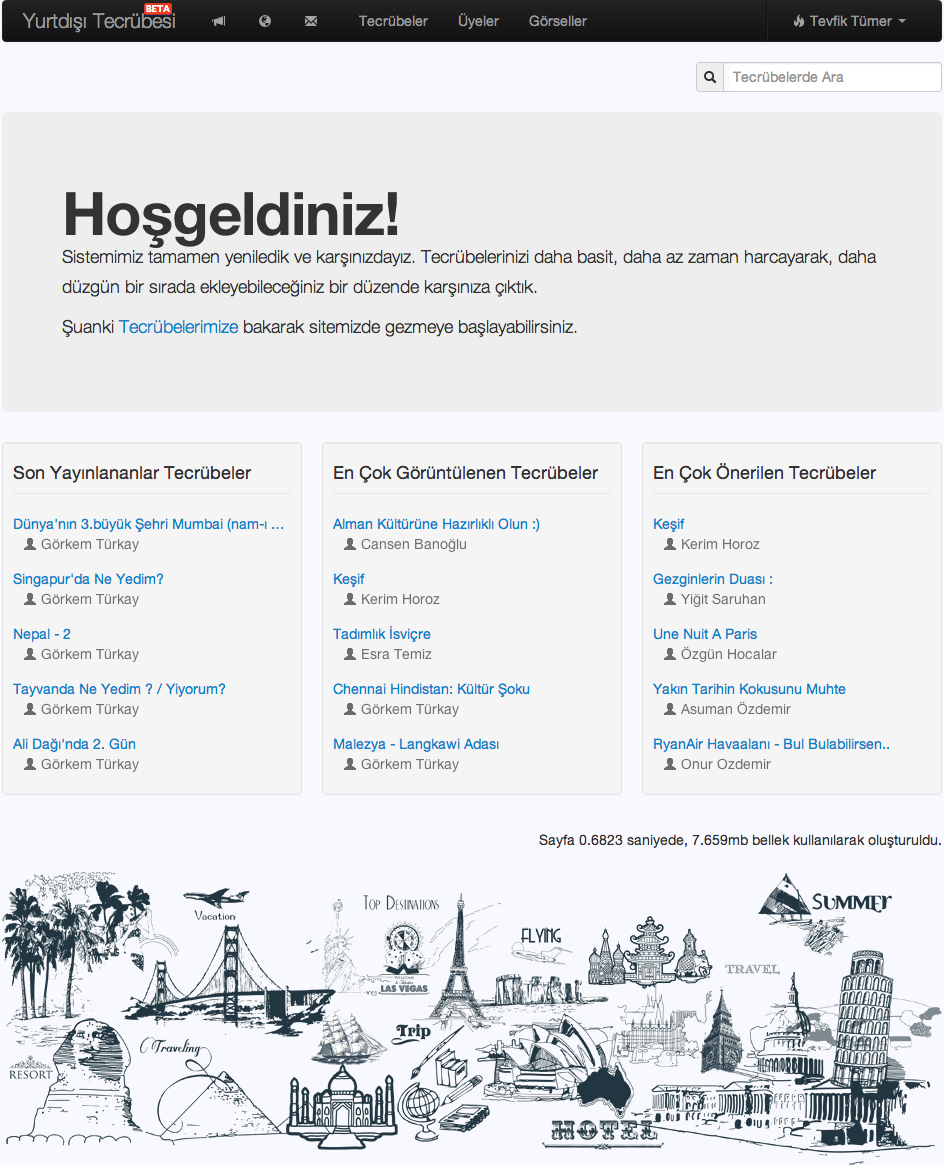 Yurtdışı Tecrübesi BETA Tecrübeler Üyeler Görseller Tevfik Tümer
Tecrübelerde Ara
Hoşgeldiniz!
Sistemimiz tamamen yeniledik ve karşınızdayız. Tecrübelerinizi daha basit, daha az zaman harcayarak, daha
düzgün bir sırada ekleyebileceğiniz bir düzende karşınıza çıktık.
Şuanki Tecrübelerimize bakarak sitemizde gezmeye başlayabilirsiniz.
Son Yayınlananlar Tecrübeler
Dünya'nın 3.büyük Şehri Mumbai (nam-ı ...
Görkem Türkay
Singapur'da Ne Yedim?
Görkem Türkay
Nepal - 2
Görkem Türkay
Tayvanda Ne Yedim ? / Yiyorum?
Görkem Türkay
Ali Dağı'nda 2. Gün
Görkem Türkay
En Çok Görüntülenen Tecrübeler
Alman Kültürüne Hazırlıklı Olun :)
Cansen Banoğlu
Keşif
Kerim Horoz
Tadımlık İsviçre
Esra Temiz
Chennai Hindistan: Kültür Şoku
Görkem Türkay
Malezya - Langkawi Adası
Görkem Türkay
En Çok Önerilen Tecrübeler
Keşif
Kerim Horoz
Gezginlerin Duası :
Yiğit Saruhan
Une Nuit A Paris
Özgün Hocalar
Yakın Tarihin Kokusunu Muhte
Asuman Özdemir
RyanAir Havaalanı - Bul Bulabilirsen..
Onur Ozdemir
Sayfa 0.6823 saniyede, 7.659mb bellek kullanılarak oluşturuldu.
Vacation
TOP DESTINATIONS
SUMMER
FLYING
TRAVEL
WELCOME
LAS VEGAS
Trip
Traveling
RESORT
HOTEL